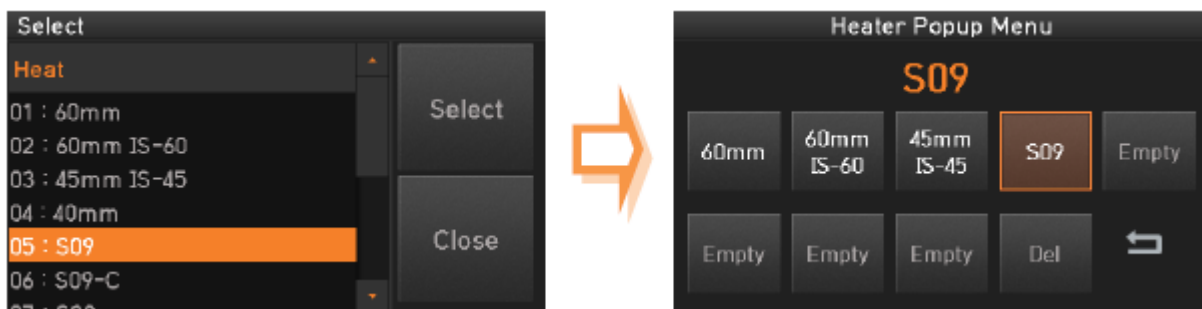 Select
Heat
01 : 60mm
02 : 60mm IS-60
03 : 45mm IS-45
04 : 40mm
05 : S09
06 : S09-C
Select
Close
Heater Popup Menu
S09
60mm
60mm
IS-60
45mm
IS-45
S09
Empty
Empty
Empty
Empty
Del